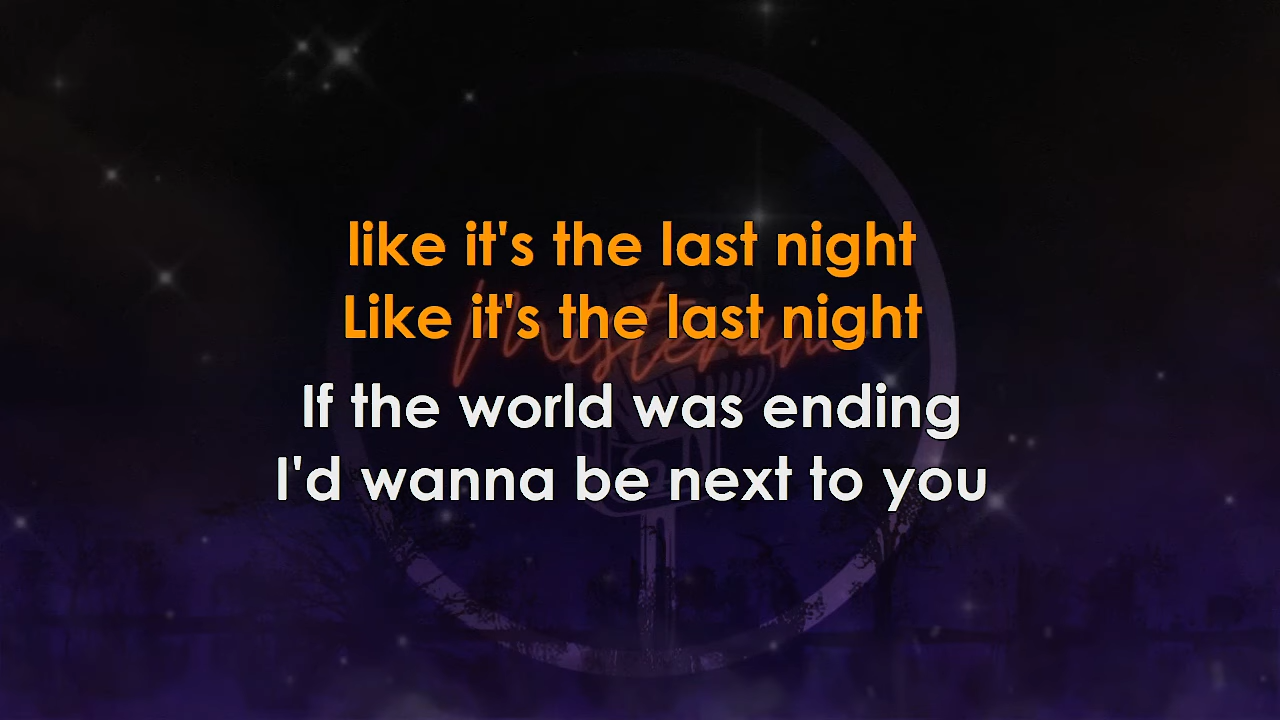 like it's the last night
Like it's the last night
If the world was ending
I'd wanna be next to you